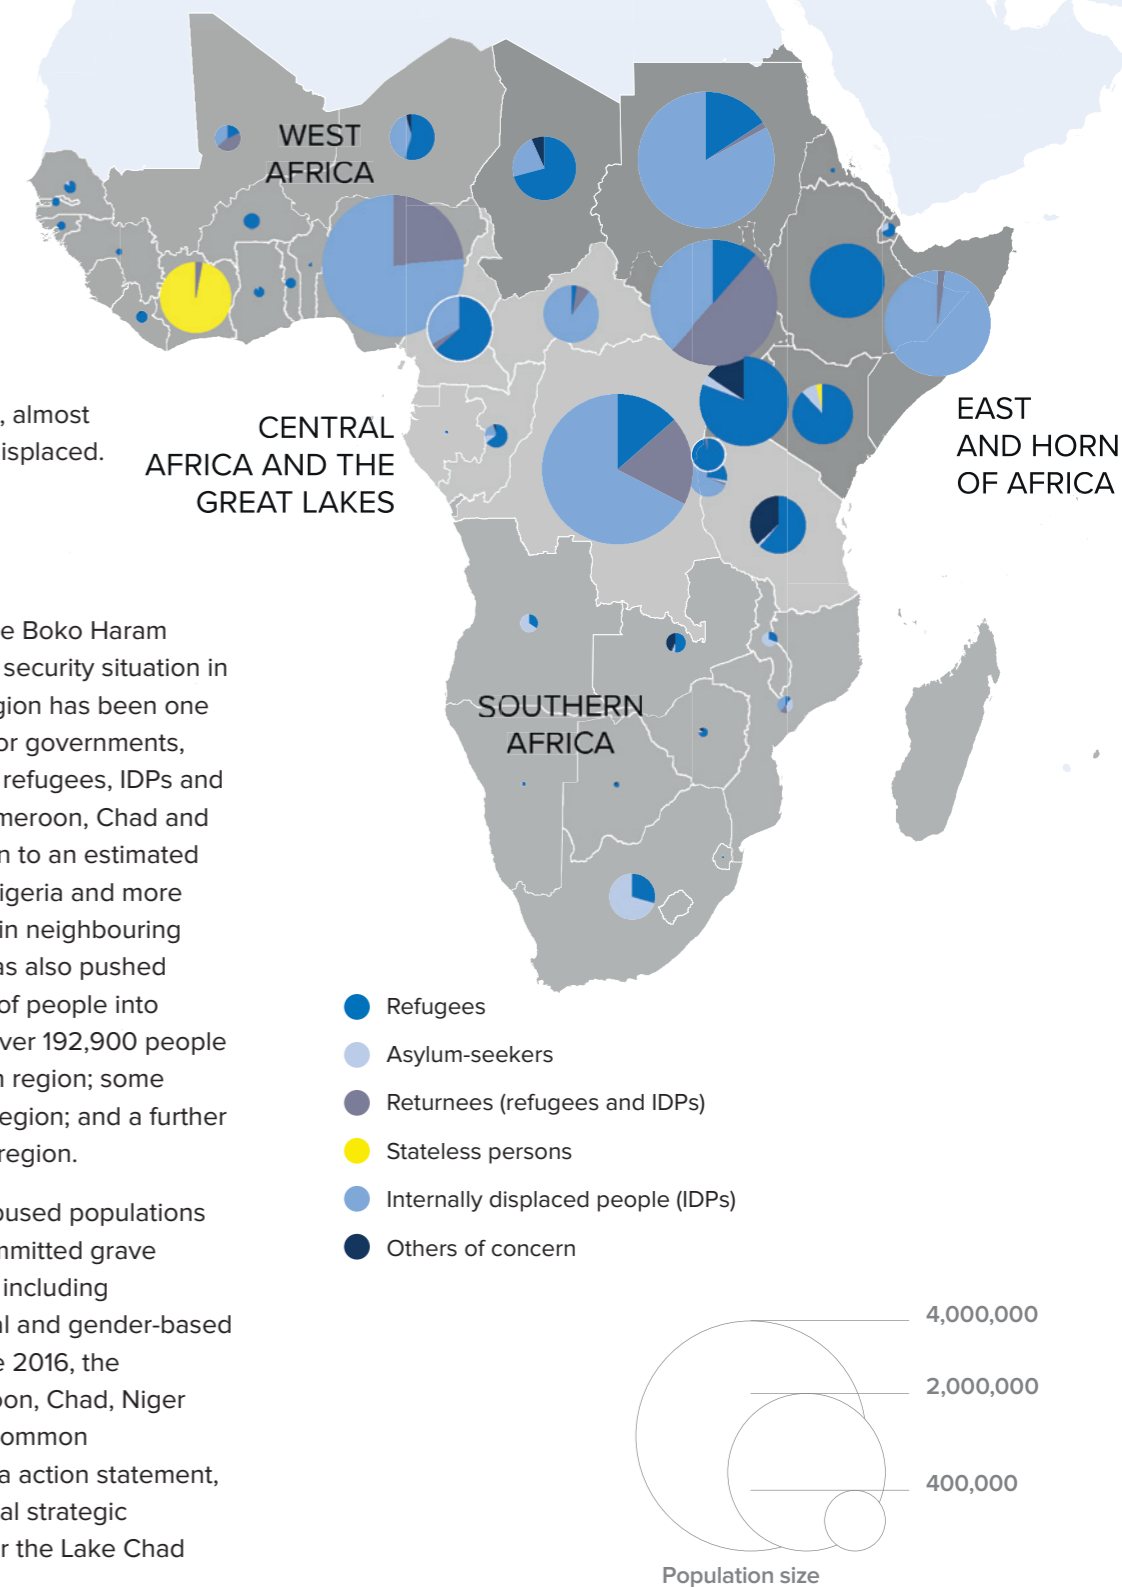 WEST
AFRICA
, almost
isplaced.
CENTRAL
AFRICA AND THE
GREAT LAKES
EAST
AND HORN
OF AFRICA
e Boko Haram
security situation in
gion has been one
or governments,
refugees, IDPs and
meroon, Chad and
n to an estimated
igeria and more
in neighbouring
as also pushed
of people into
ver 192,900 people
n region; some
egion; and a further
region.
SOUTHERN
AFRICA
oused populations
mmitted grave
including
al and gender-based
e 2016, the
oon, Chad, Niger
ommon
a action statement,
al strategic
r the Lake Chad
Refugees
Asylum-seekers
Returnees (refugees and IDPs)
Stateless persons
Internally displaced people (IDPs)
Others of concern
4,000,000
2,000,000
400,000
Population size